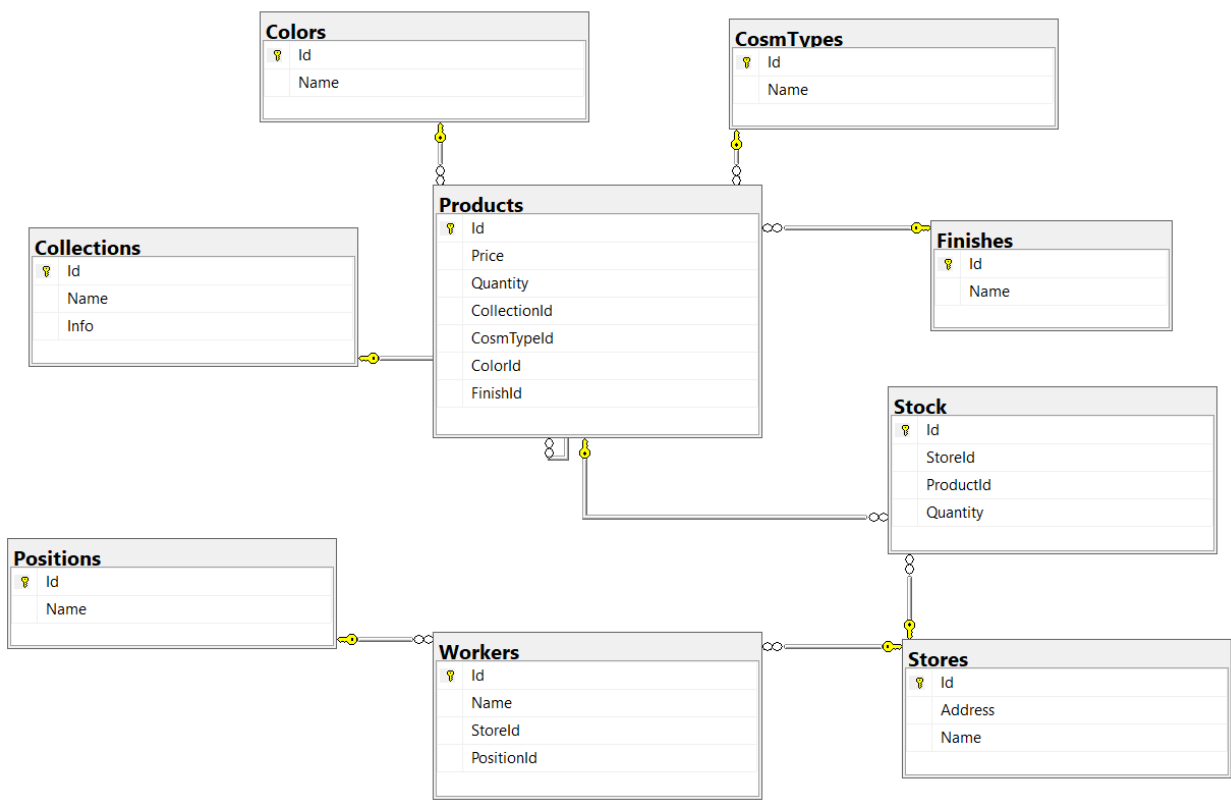 Colors
Id
Name
CosmTypes
Id
Name
Products
Id
Price
Quantity
CollectionId
CosmTypeId
ColorId
FinishId
Collections
Id
Name
Info
Finishes
Id
Name
Stock
Id
StoreId
ProductId
Quantity
Positions
Id
Name
Workers
Id
Name
StoreId
PositionId
Stores
Id
Address
Name